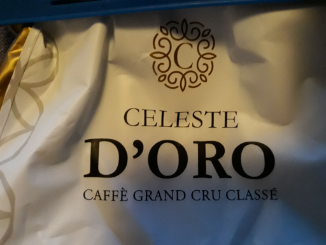 C
CELESTE
D'ORO
CAFFÈ GRAND CRU CLASSÉ